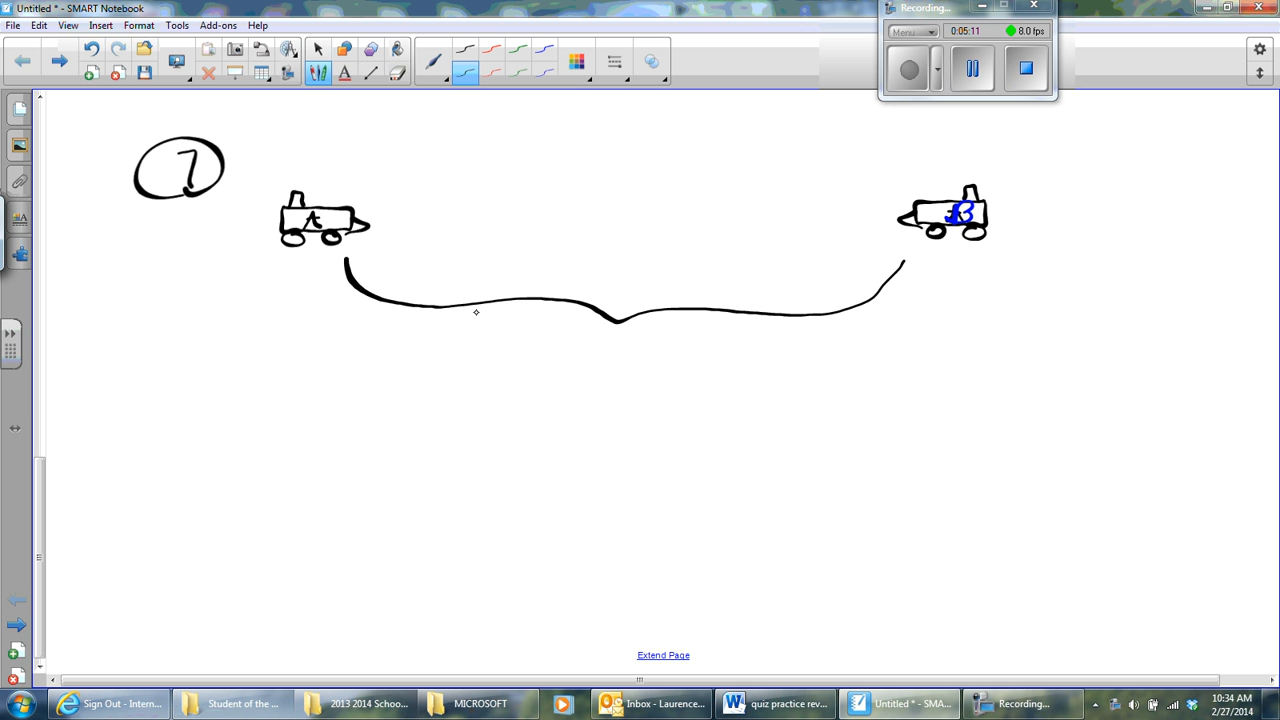 Untitled * - SMART Notebook
Recording...
File Edit View Insert Format Tools Add-ons Help
Menu 0:05:11 8.0 fps
A
7
A
B
Extend Page
Sign Out - Intern...
Student of the ...
2013 2014 Schoo...
MICROSOFT
Inbox - Laurence...
quiz practice rev...
Untitled * - SMA...
Recording...
10:34 AM
2/27/2014